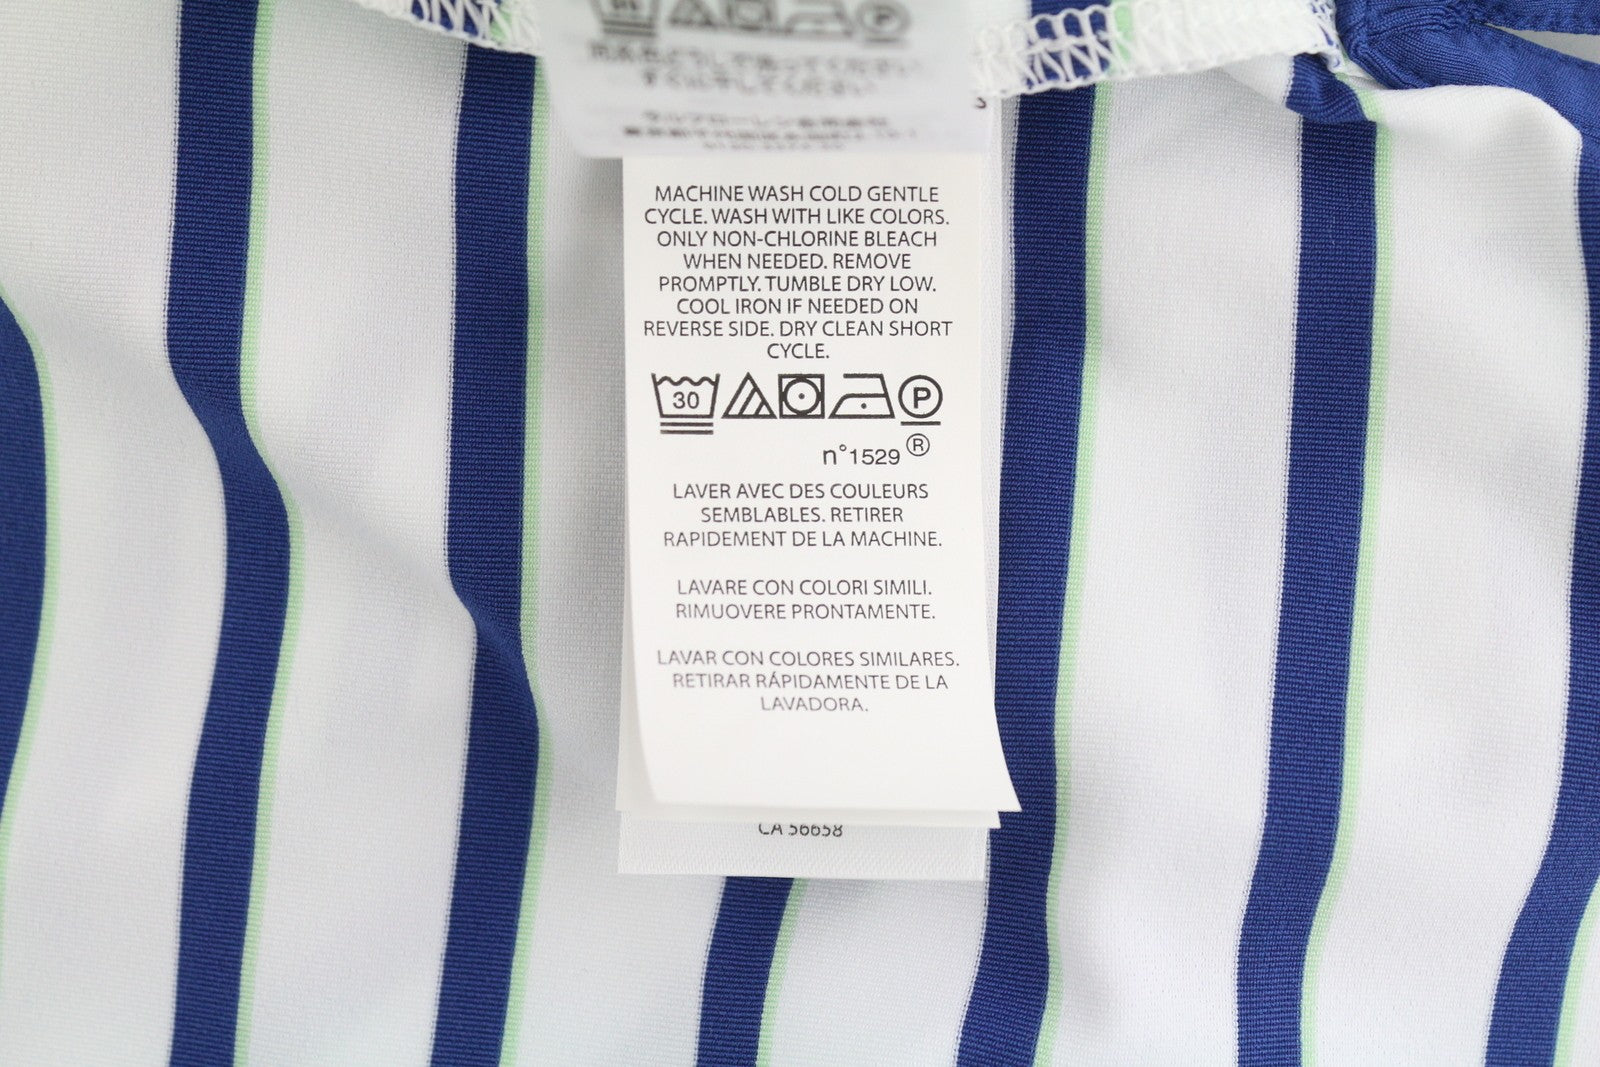 MACHINE WASH COLD GENTLE
CYCLE. WASH WITH LIKE COLORS.
ONLY NON-CHLORINE BLEACH
WHEN NEEDED. REMOVE
PROMPTLY. TUMBLE DRY LOW.
COOL IRON IF NEEDED ON
REVERSE SIDE. DRY CLEAN SHORT
CYCLE.
30 P
n°1529 ®
LAVER AVEC DES COULEURS
SEMBLABLES. RETIRER
RAPIDEMENT DE LA MACHINE.
LAVARE CON COLORI SIMILI.
RIMUOVERE PRONTAMENTE.
LAVAR CON COLORES SIMILARES.
RETIRAR RÁPIDAMENTE DE LA
LAVADORA.
CA 56658